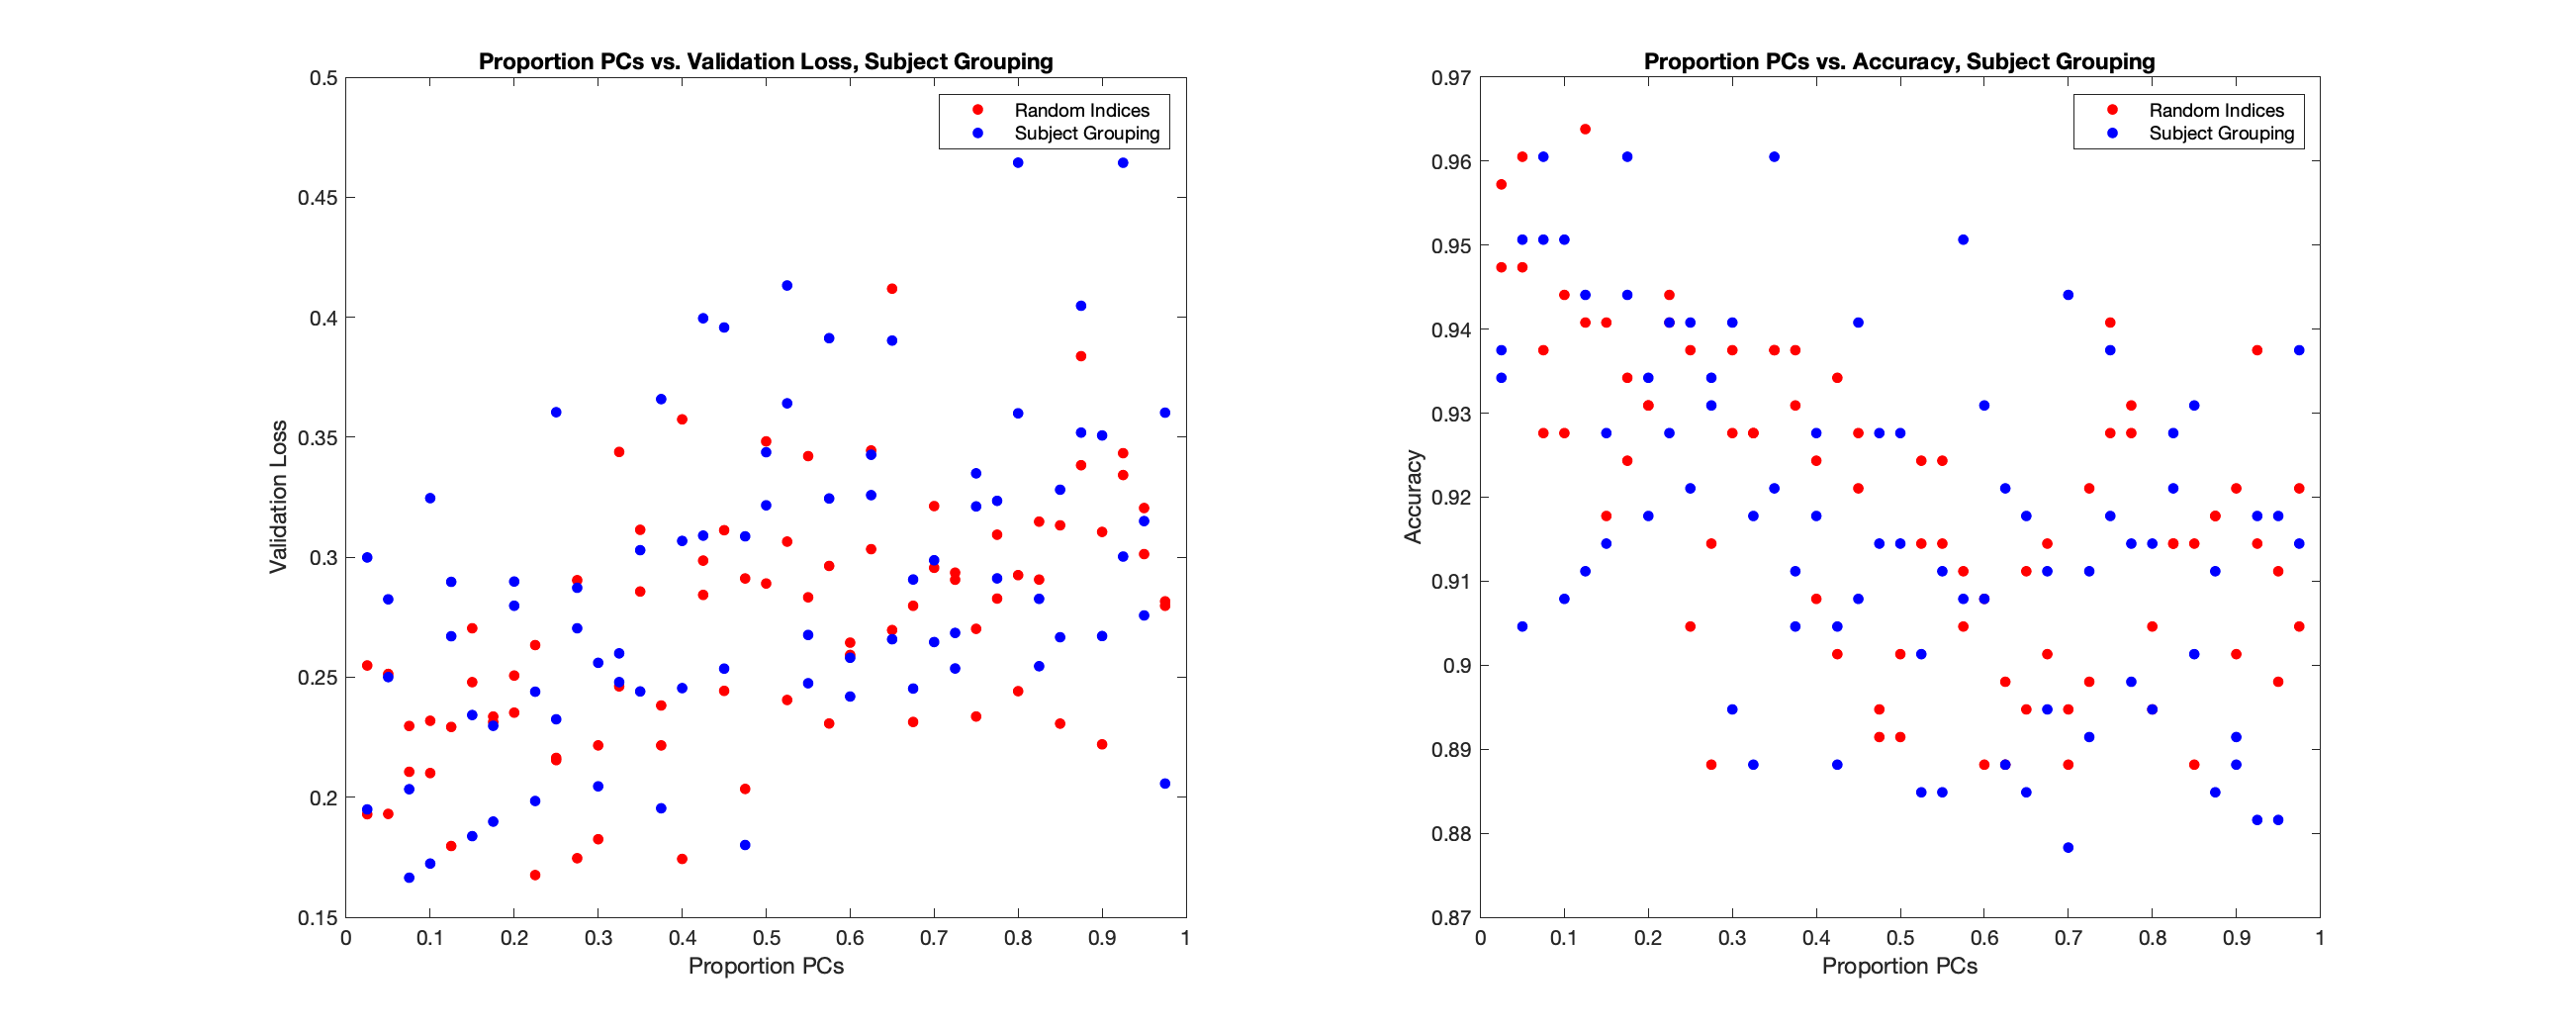 Proportion PCs vs. Validation Loss, Subject Grouping
0.5
0.45
0.4
0.35
0.3
0.25
0.2
0.15
Validation Loss
Random Indices
Subject Grouping
0 0.1 0.2 0.3 0.4 0.5 0.6 0.7 0.8 0.9 1
Proportion PCs
Proportion PCs vs. Accuracy, Subject Grouping
0.97
0.96
0.95
0.94
0.93
0.92
0.91
0.9
0.89
0.88
0.87
Accuracy
Random Indices
Subject Grouping
0 0.1 0.2 0.3 0.4 0.5 0.6 0.7 0.8 0.9 1
Proportion PCs